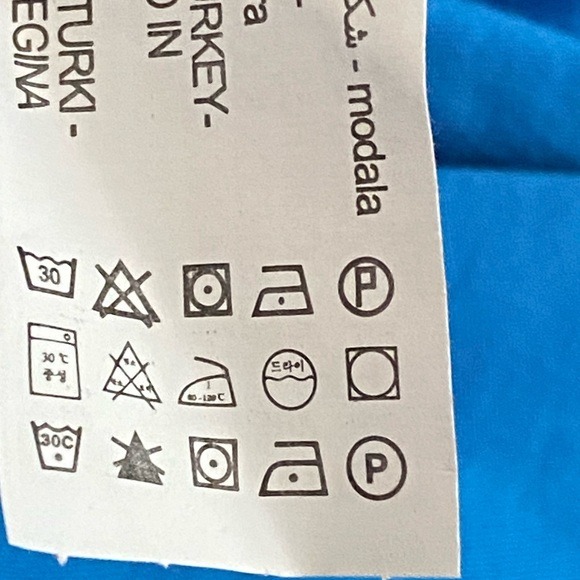 - modala
RKEY-
IN
TURKI -
EGINA
30 P
30℃ 드라이
중성 80-120℃
30C P